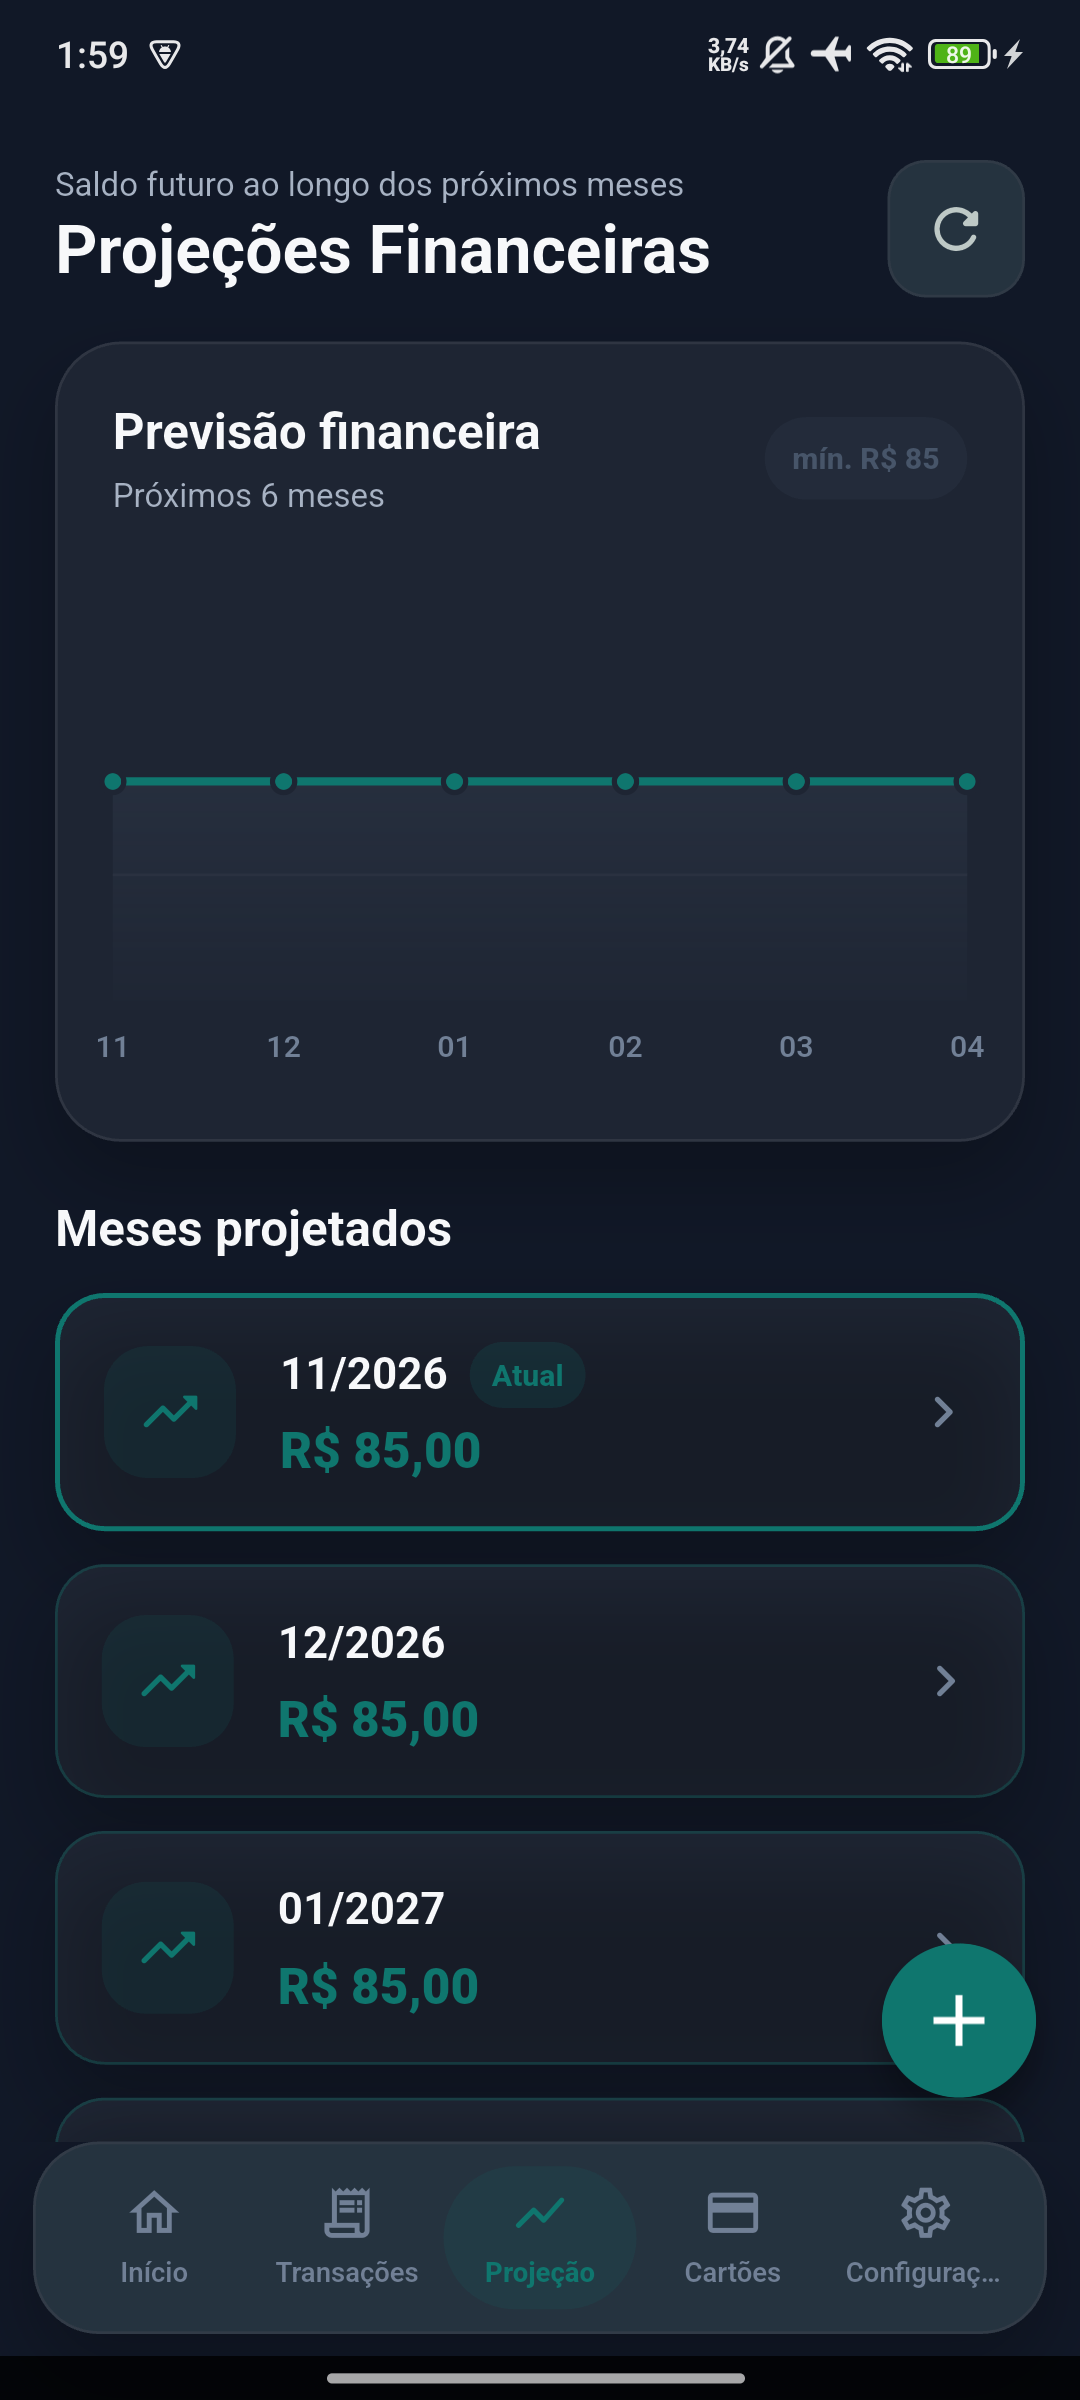 1:59
3,74
KB/s
89
Saldo futuro ao longo dos próximos meses
Projeções Financeiras
Previsão financeira
mín. R$ 85
Próximos 6 meses
11 12 01 02 03 04
Meses projetados
11/2026 Atual
R$ 85,00
12/2026
R$ 85,00
01/2027
R$ 85,00
Início Transações Projeção Cartões Configuraç...